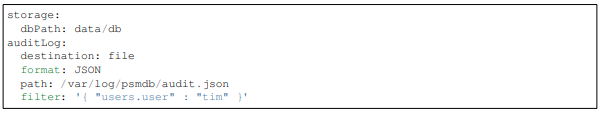 storage:
  dbPath: data/db
auditLog:
  destination: file
  format: JSON
  path: /var/log/psmdb/audit.json
  filter: '{ "users.user" : "tim" }'